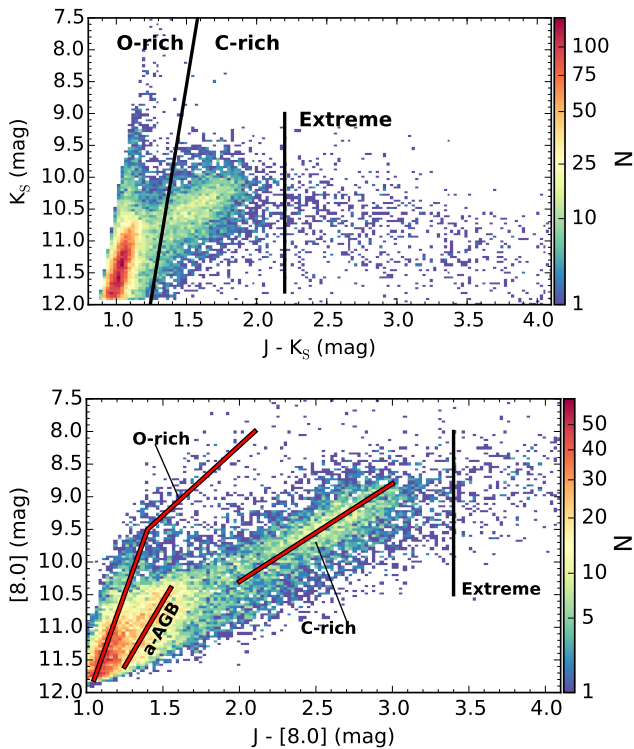 7.5
8.0
8.5
9.0
9.5
10.0
10.5
11.0
11.5
12.0
K_S (mag)
O-rich C-rich
Extreme
100
75
50
25
10
1
N
1.0 1.5 2.0 2.5 3.0 3.5 4.0
J - K_S (mag)
7.5
8.0
8.5
9.0
9.5
10.0
10.5
11.0
11.5
12.0
[8.0] (mag)
O-rich
a-AGB
C-rich
Extreme
50
40
30
20
10
5
1
N
1.0 1.5 2.0 2.5 3.0 3.5 4.0
J - [8.0] (mag)